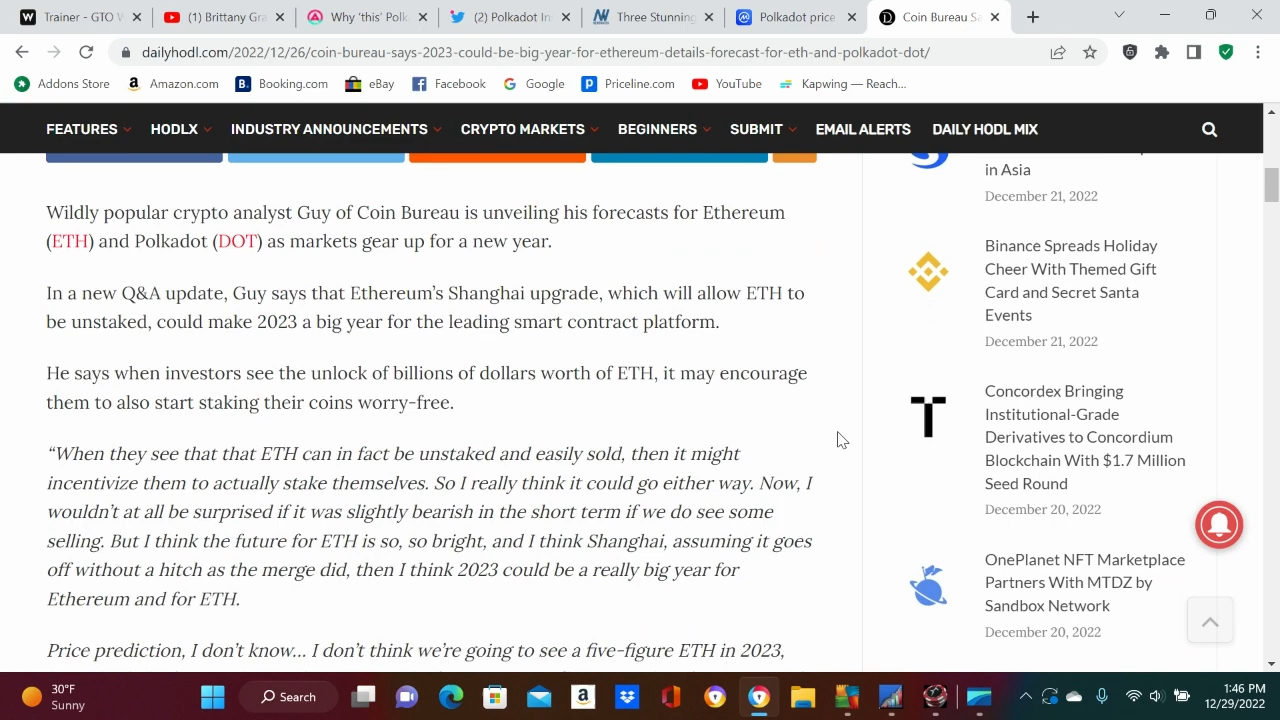 Trainer - GTO W
(1) Brittany Gra
Why 'this' Polk
(2) Polkadot In
Three Stunning
Polkadot price
Coin Bureau Sa
dailyhodl.com/2022/12/26/coin-bureau-says-2023-could-be-big-year-for-ethereum-details-forecast-for-eth-and-polkadot-dot/
Addons Store
Amazon.com
Booking.com
eBay
Facebook
Google
Priceline.com
YouTube
Kapwing — Reach...
FEATURES
HODLX
INDUSTRY ANNOUNCEMENTS
CRYPTO MARKETS
BEGINNERS
SUBMIT
EMAIL ALERTS
DAILY HODL MIX
Wildly popular crypto analyst Guy of Coin Bureau is unveiling his forecasts for Ethereum
(ETH) and Polkadot (DOT) as markets gear up for a new year.
In a new Q&A update, Guy says that Ethereum's Shanghai upgrade, which will allow ETH to
be unstaked, could make 2023 a big year for the leading smart contract platform.
He says when investors see the unlock of billions of dollars worth of ETH, it may encourage
them to also start staking their coins worry-free.
“When they see that that ETH can in fact be unstaked and easily sold, then it might
incentivize them to actually stake themselves. So I really think it could go either way. Now, I
wouldn't at all be surprised if it was slightly bearish in the short term if we do see some
selling. But I think the future for ETH is so, so bright, and I think Shanghai, assuming it goes
off without a hitch as the merge did, then I think 2023 could be a really big year for
Ethereum and for ETH.
Price prediction, I don't know... I don't think we're going to see a five-figure ETH in 2023,
in Asia
December 21, 2022
Binance Spreads Holiday
Cheer With Themed Gift
Card and Secret Santa
Events
December 21, 2022
Concordex Bringing
Institutional-Grade
Derivatives to Concordium
Blockchain With $1.7 Million
Seed Round
December 20, 2022
OnePlanet NFT Marketplace
Partners With MTDZ by
Sandbox Network
December 20, 2022
30°F
Sunny
Search
1:46 PM
12/29/2022